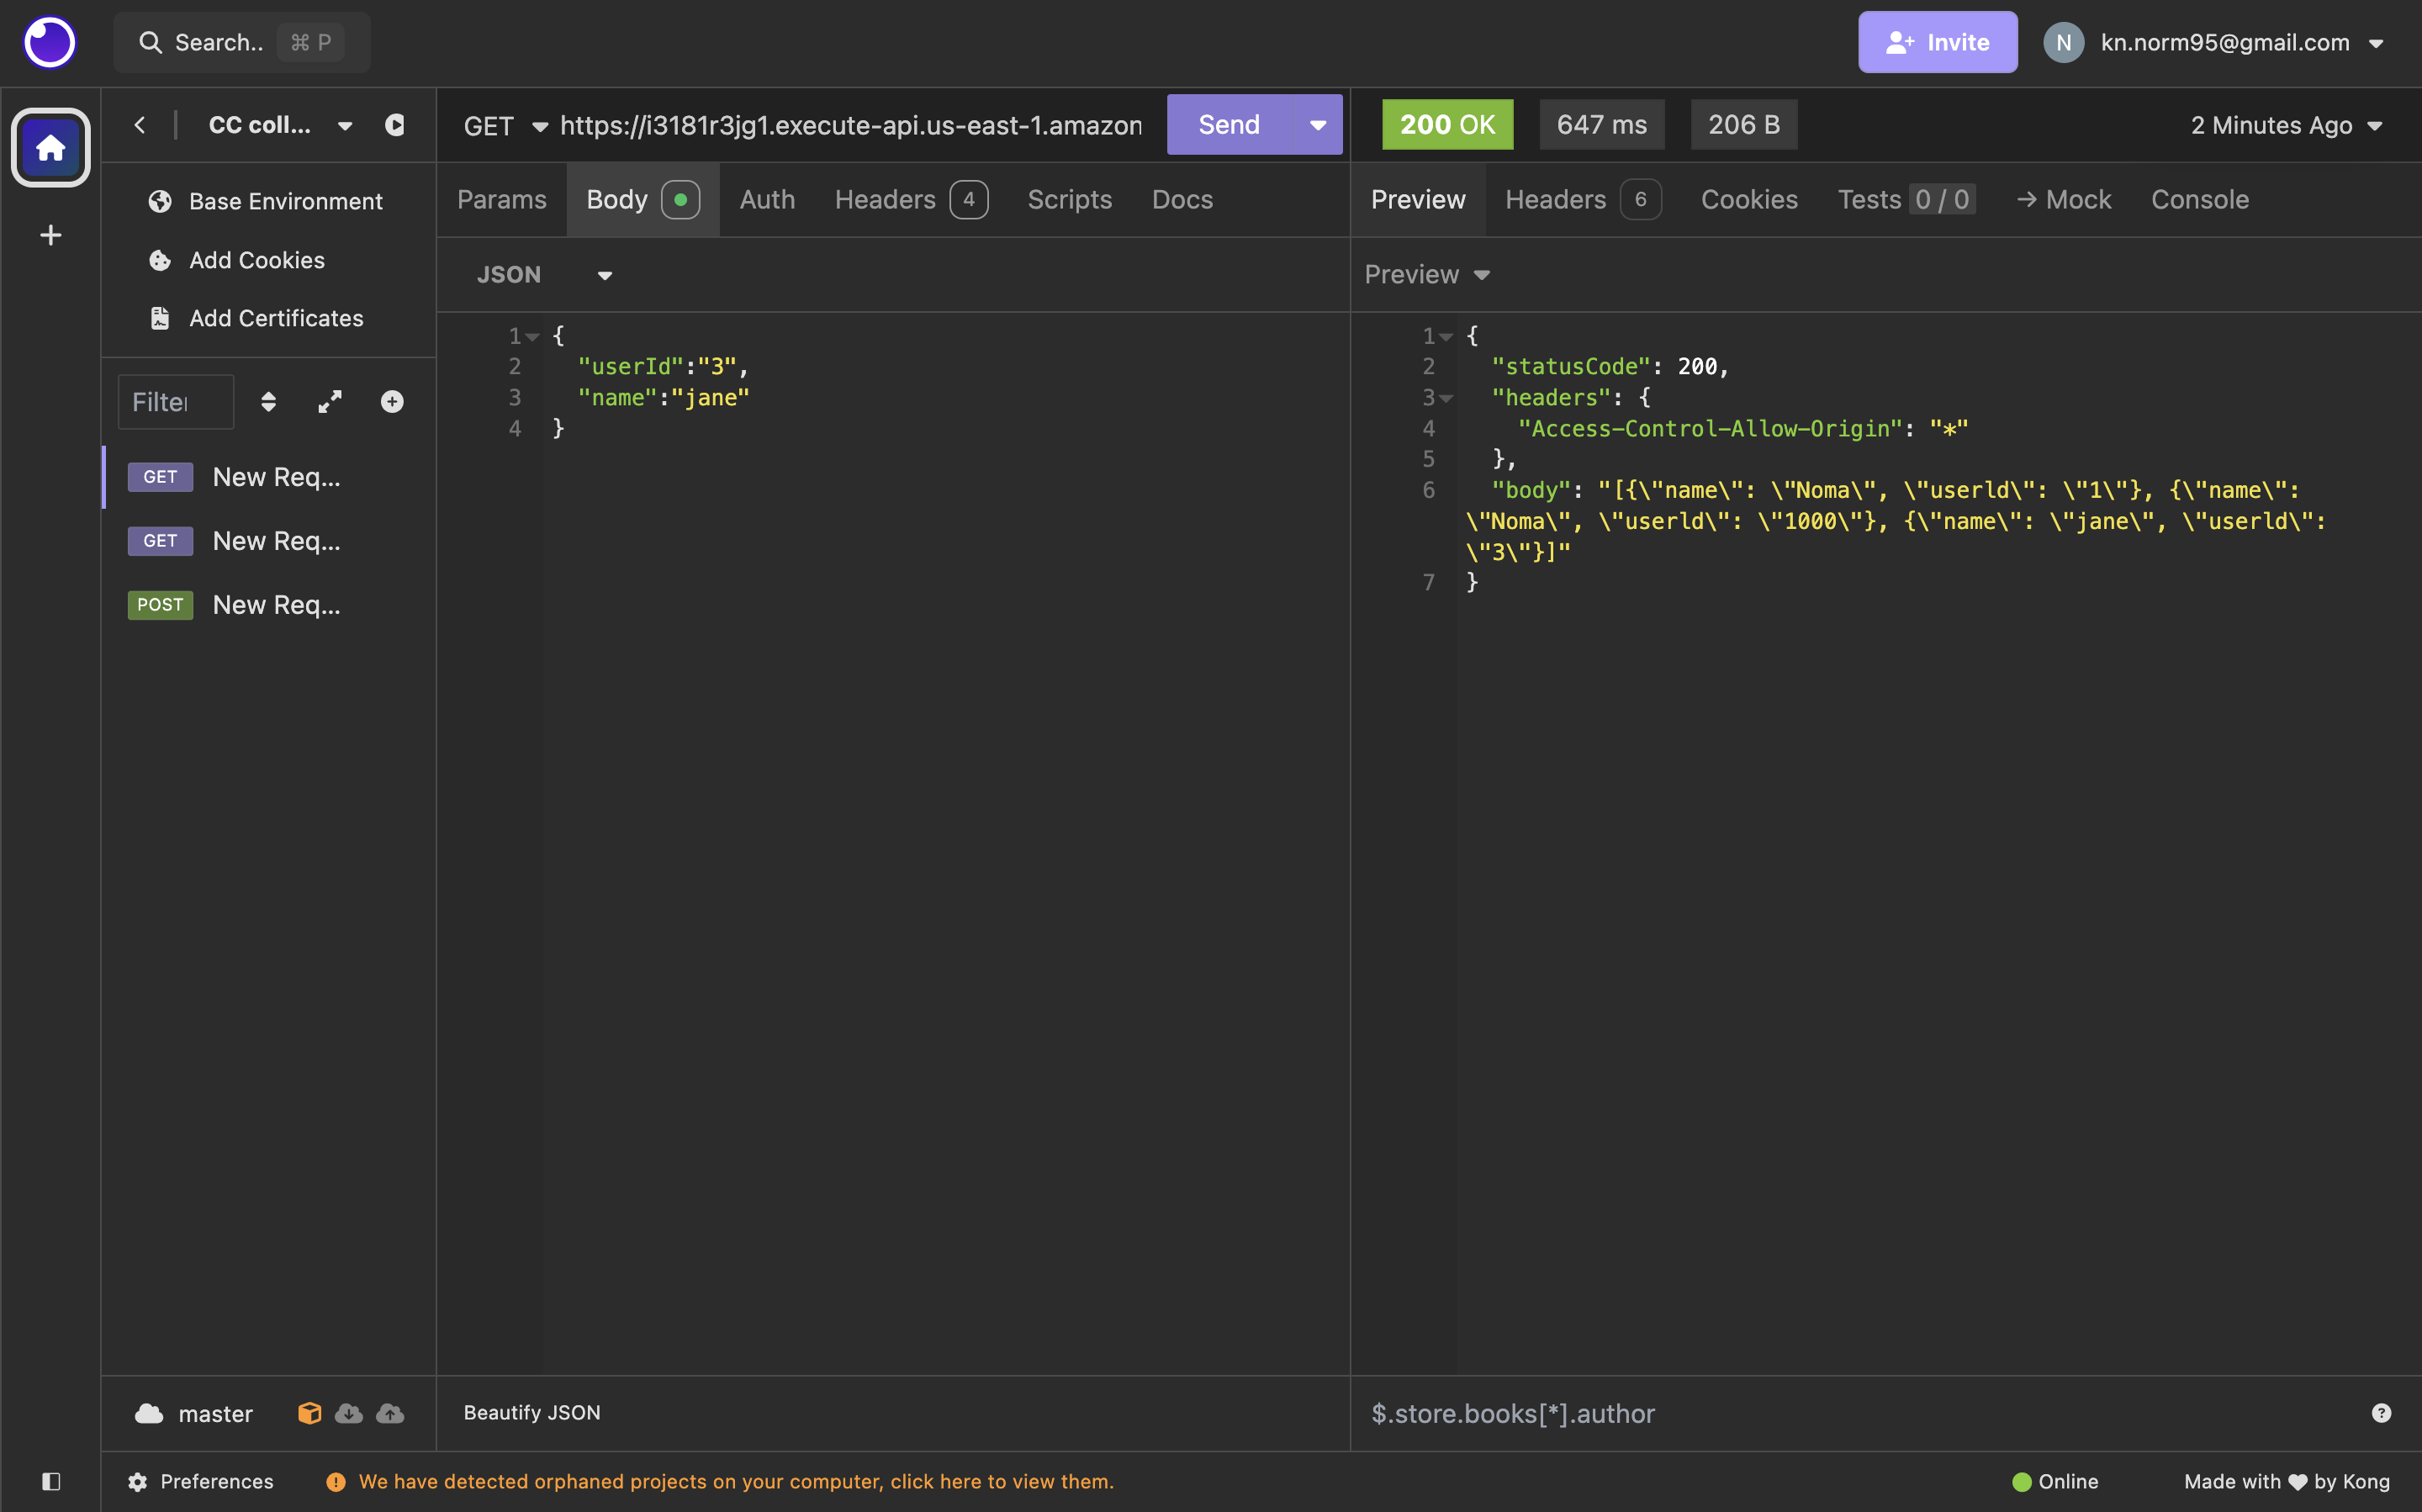 Search.. ⌘ P
Invite
N kn.norm95@gmail.com
CC coll...
GET https://i3181r3jg1.execute-api.us-east-1.amazon
Send
200 OK 647 ms 206 B
2 Minutes Ago
Base Environment
Add Cookies
Add Certificates
Filter
GET New Req...
GET New Req...
POST New Req...
Params Body Auth Headers 4 Scripts Docs
JSON
1 {
2 "userId":"3",
3 "name":"jane"
4 }
Preview Headers 6 Cookies Tests 0 / 0 → Mock Console
Preview
1 {
2 "statusCode": 200,
3 "headers": {
4 "Access-Control-Allow-Origin": "*"
5 },
6 "body": "[{\"name\": \"Noma\", \"userld\": \"1\"}, {\"name\":
\"Noma\", \"userld\": \"1000\"}, {\"name\": \"jane\", \"userld\":
\"3\"}]"
7 }
master
Beautify JSON
$.store.books[*].author
Preferences
We have detected orphaned projects on your computer, click here to view them.
Online
Made with ♥ by Kong